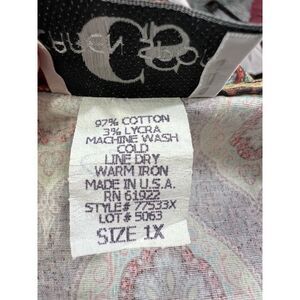 97% COTTON
3% LYCRA
MACHINE WASH
COLD
LINE DRY
WARM IRON
MADE IN U.S.A.
RN 61922
STYLE# 77533X
LOT # 5063
SIZE 1X